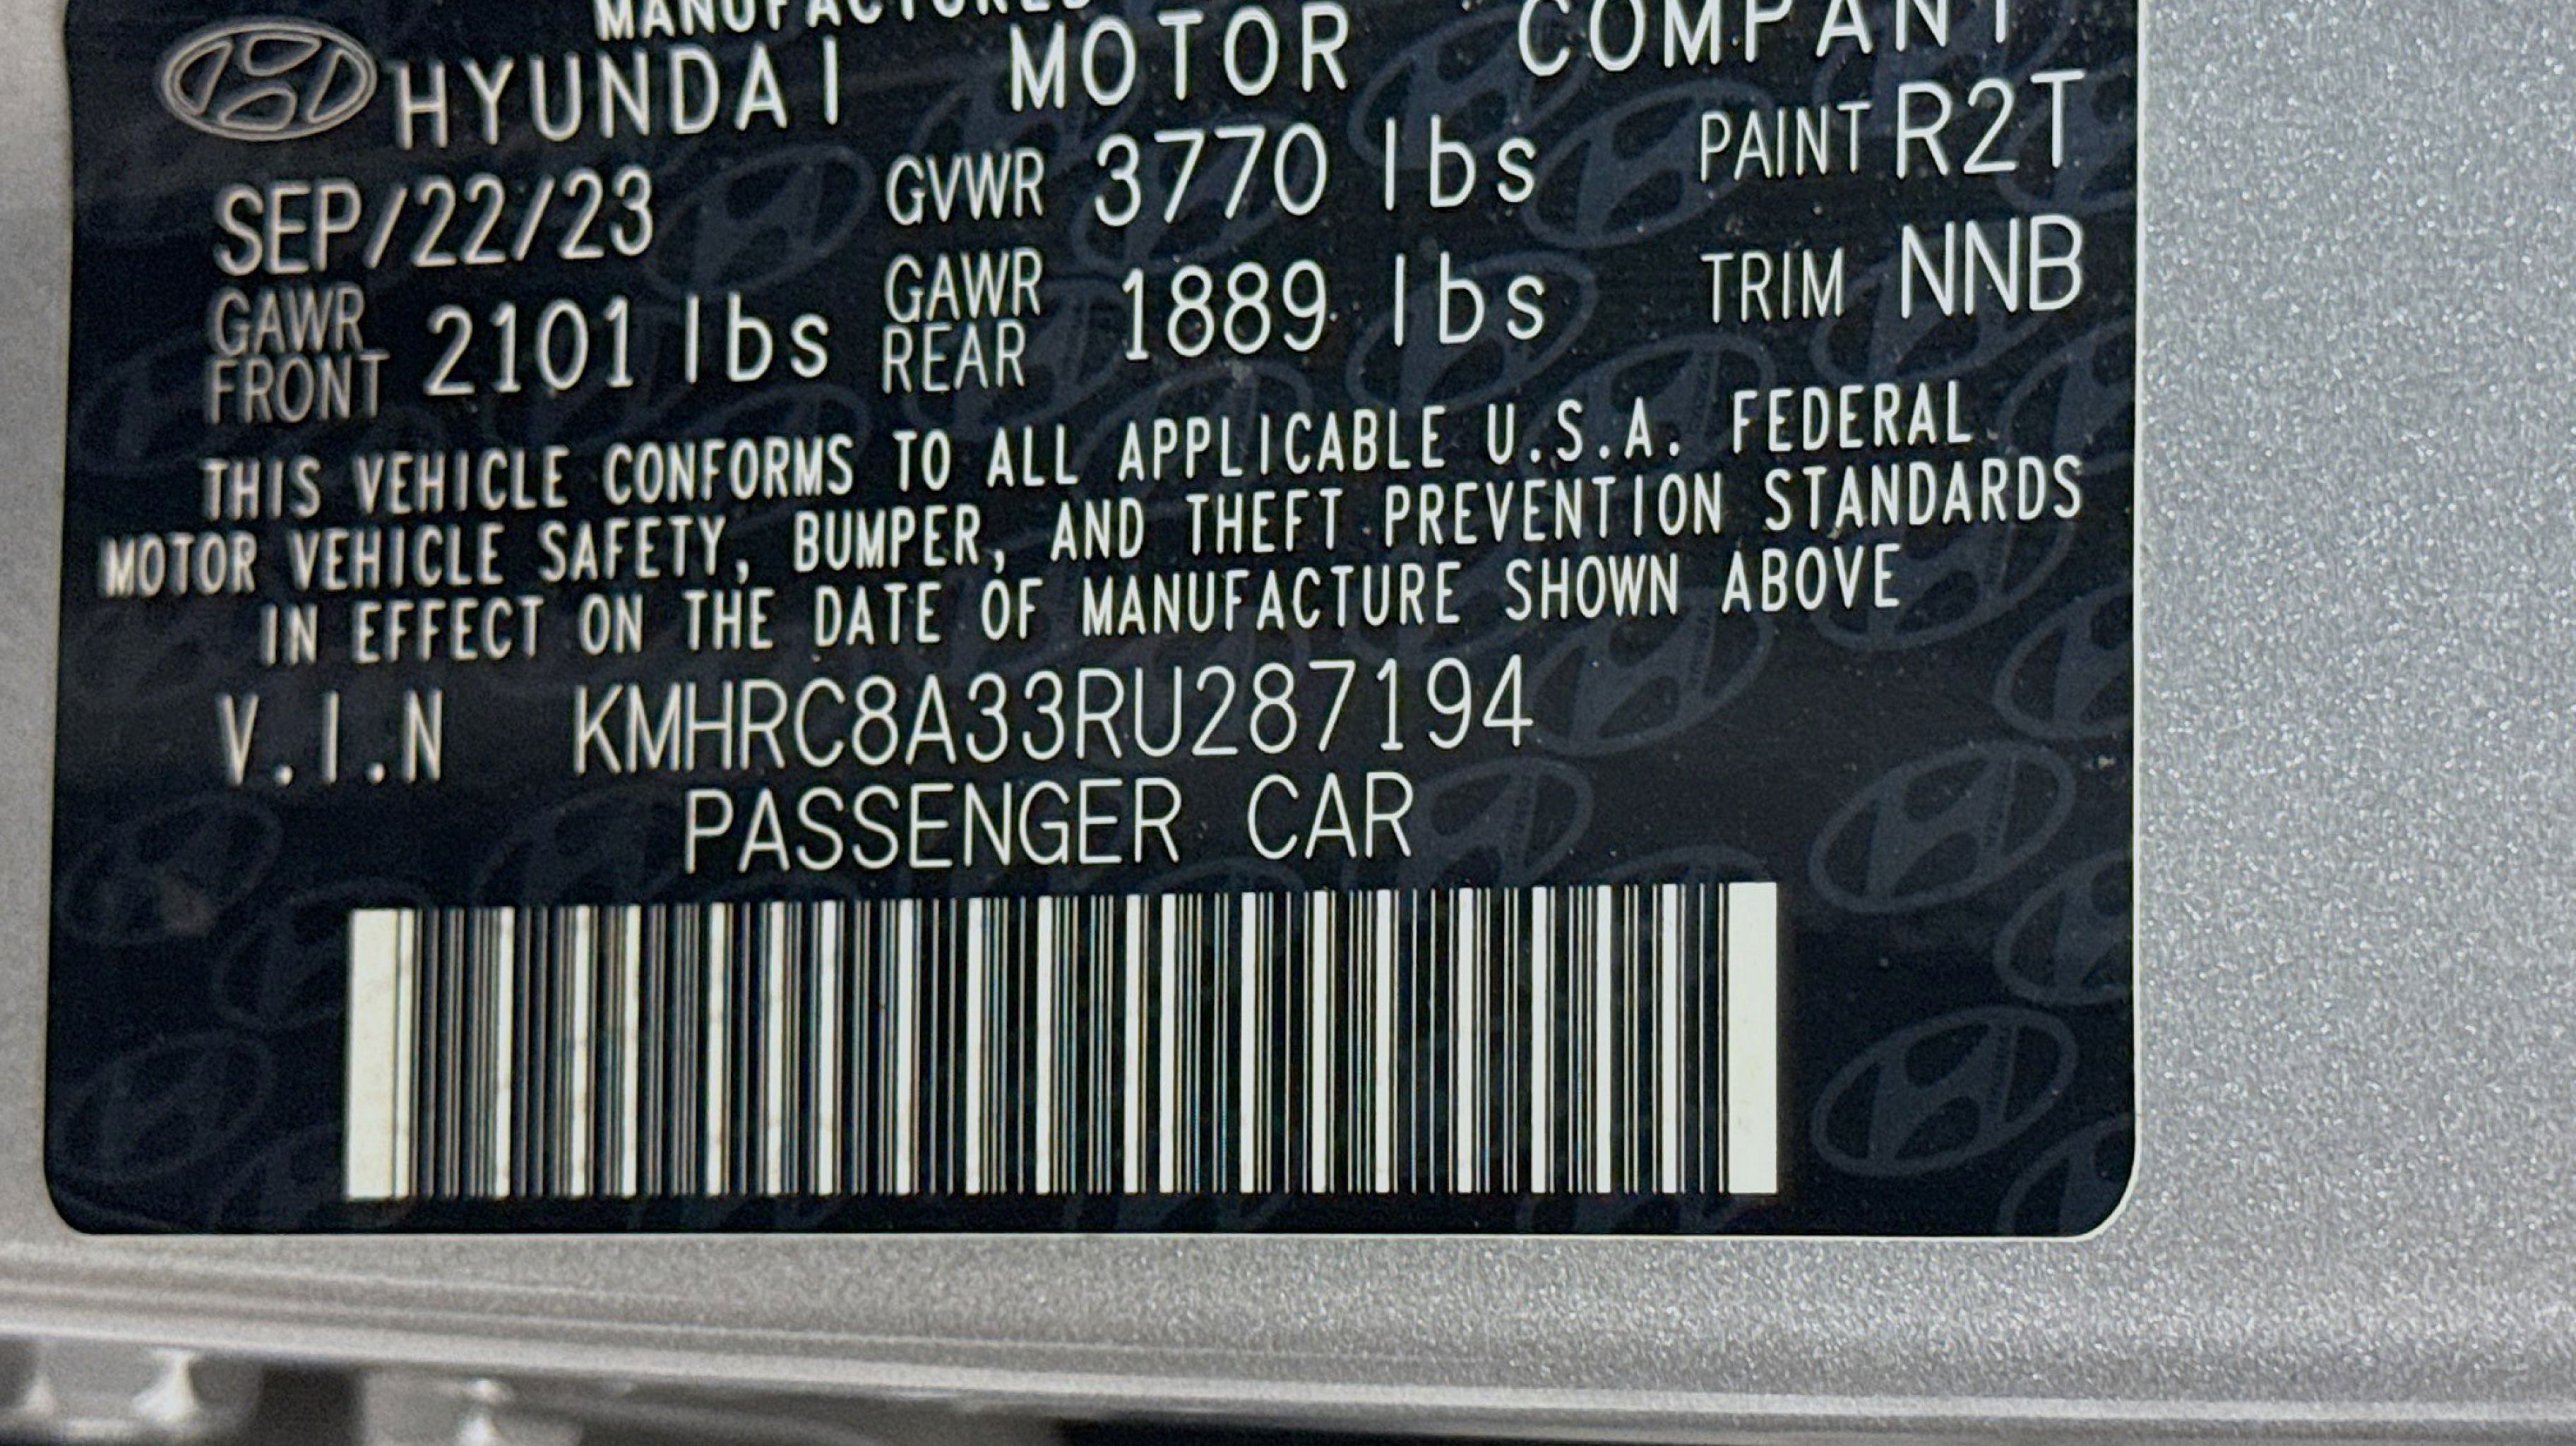 MANUFACTURED
HYUNDAI MOTOR COMPANY
SEP/22/23 GVWR 3770 lbs PAINT R2T
GAWR FRONT 2101 lbs GAWR REAR 1889 lbs TRIM NNB
THIS VEHICLE CONFORMS TO ALL APPLICABLE U.S.A. FEDERAL
MOTOR VEHICLE SAFETY, BUMPER, AND THEFT PREVENTION STANDARDS
IN EFFECT ON THE DATE OF MANUFACTURE SHOWN ABOVE
V.I.N KMHRC8A33RU287194
PASSENGER CAR